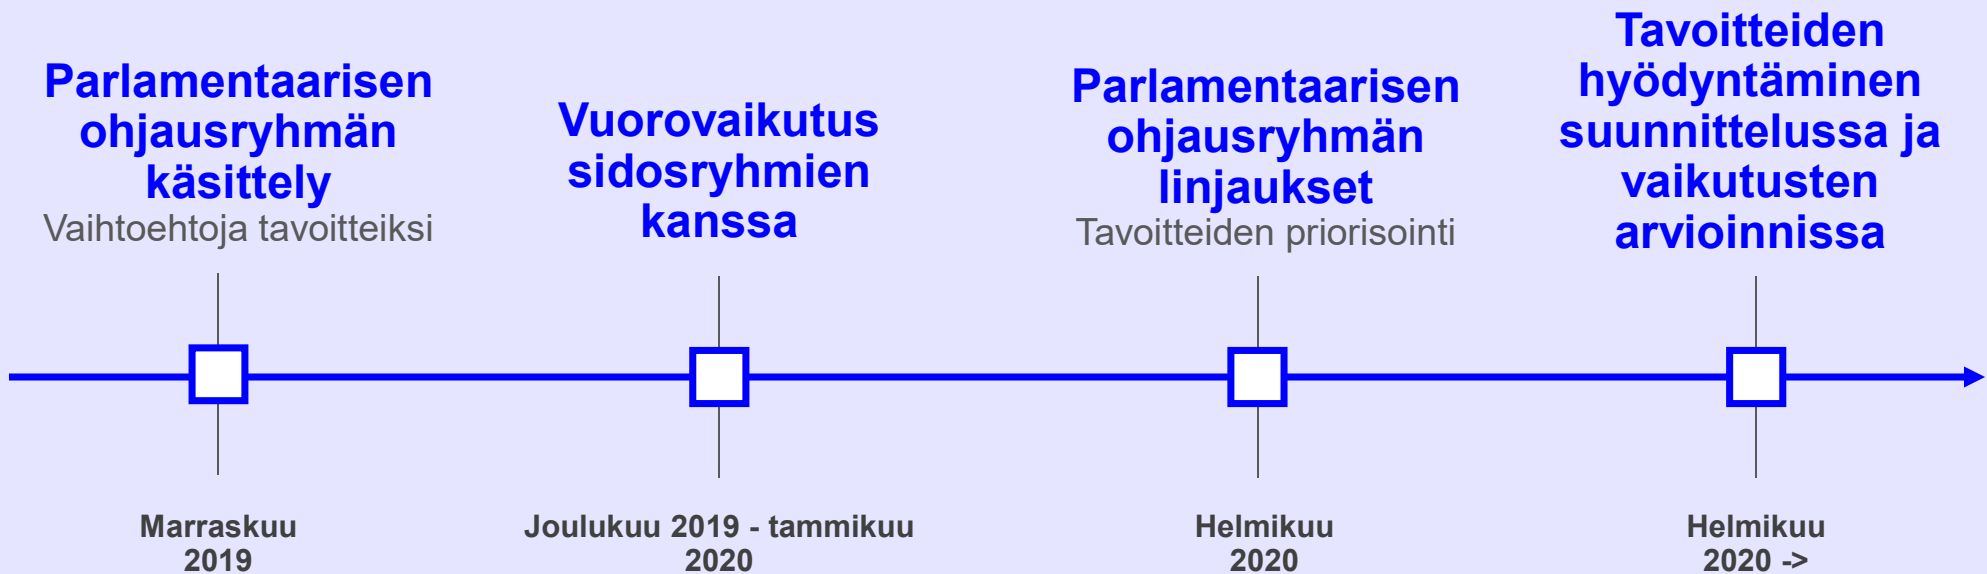 Parlamentaarisen
ohjausryhmän
käsittely
Vaihtoehtoja tavoitteiksi
Marraskuu
2019
Vuorovaikutus
sidosryhmien
kanssa
Joulukuu 2019 - tammikuu
2020
Parlamentaarisen
ohjausryhmän
linjaukset
Tavoitteiden priorisointi
Helmikuu
2020
Tavoitteiden
hyödyntäminen
suunnittelussa ja
vaikutusten
arvioinnissa
Helmikuu
2020 ->